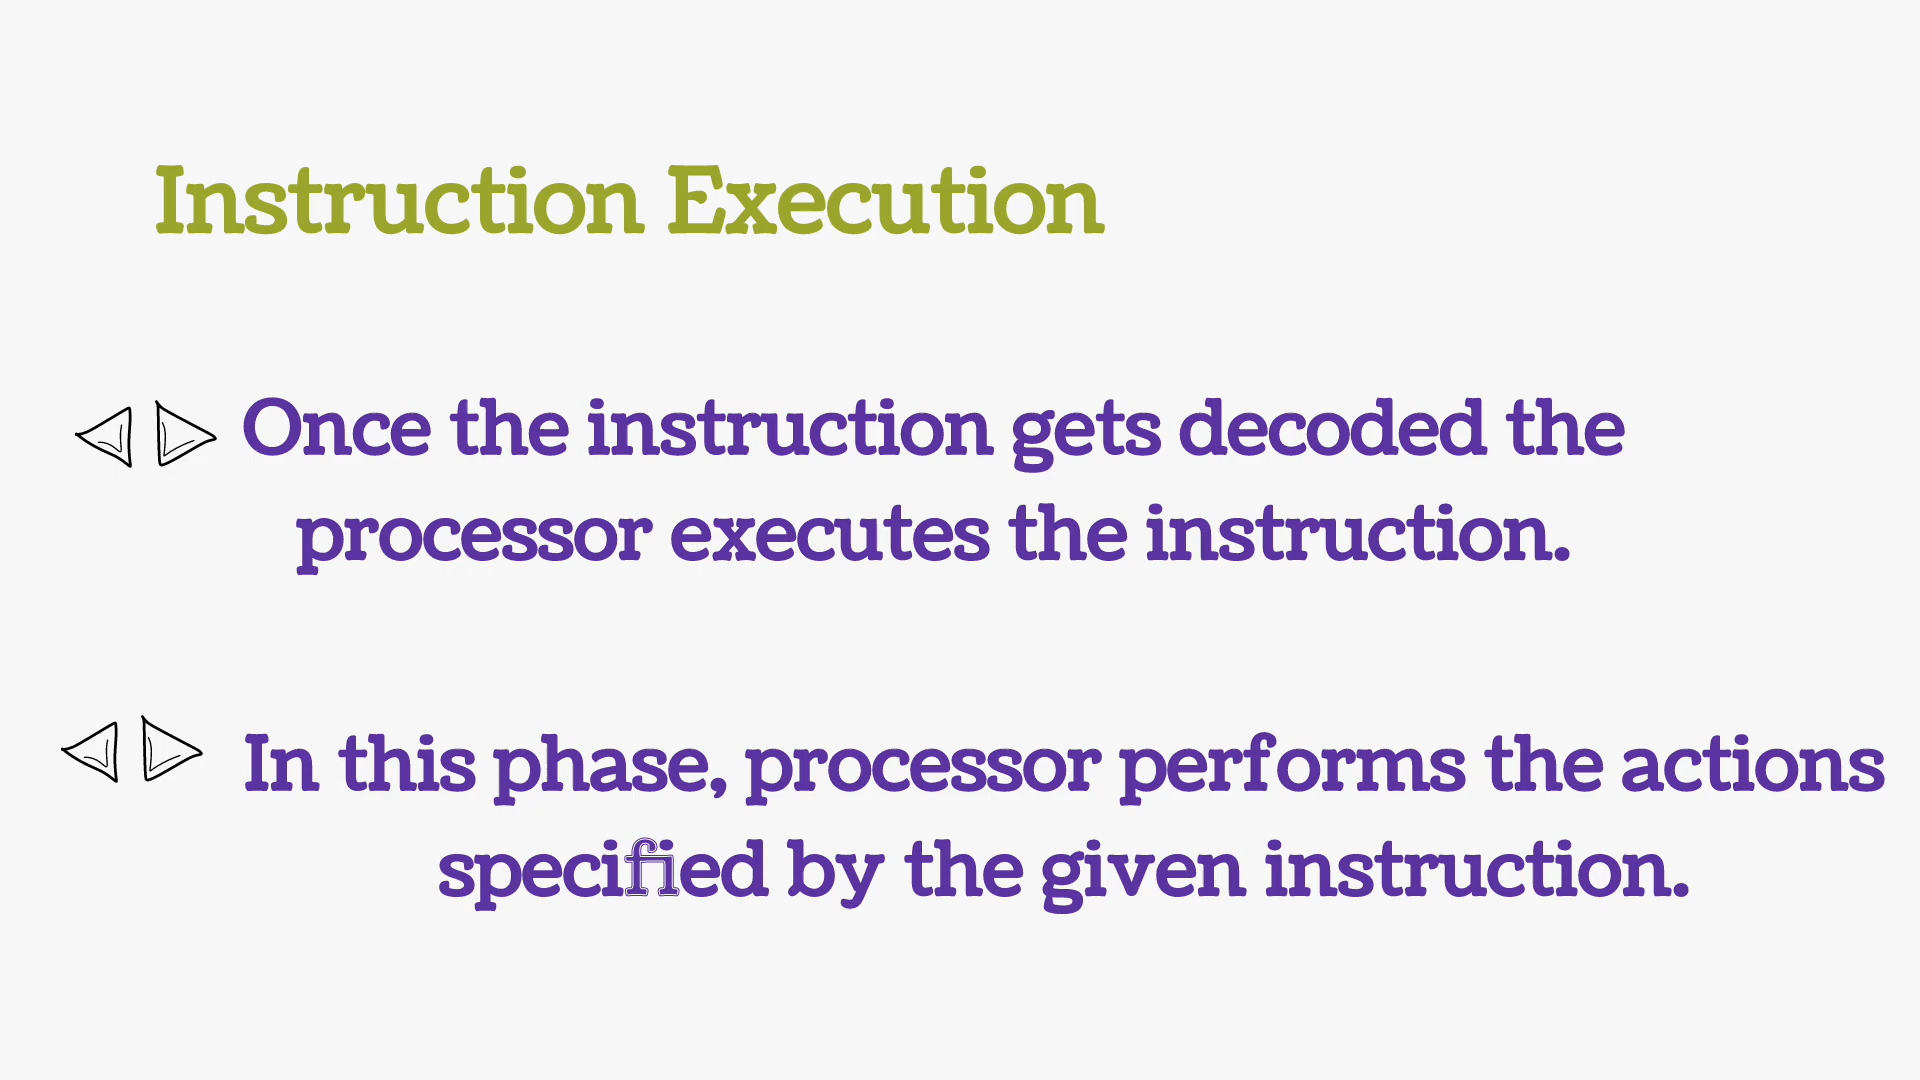 Instruction Execution
Once the instruction gets decoded the
processor executes the instruction.
In this phase, processor performs the actions
specified by the given instruction.